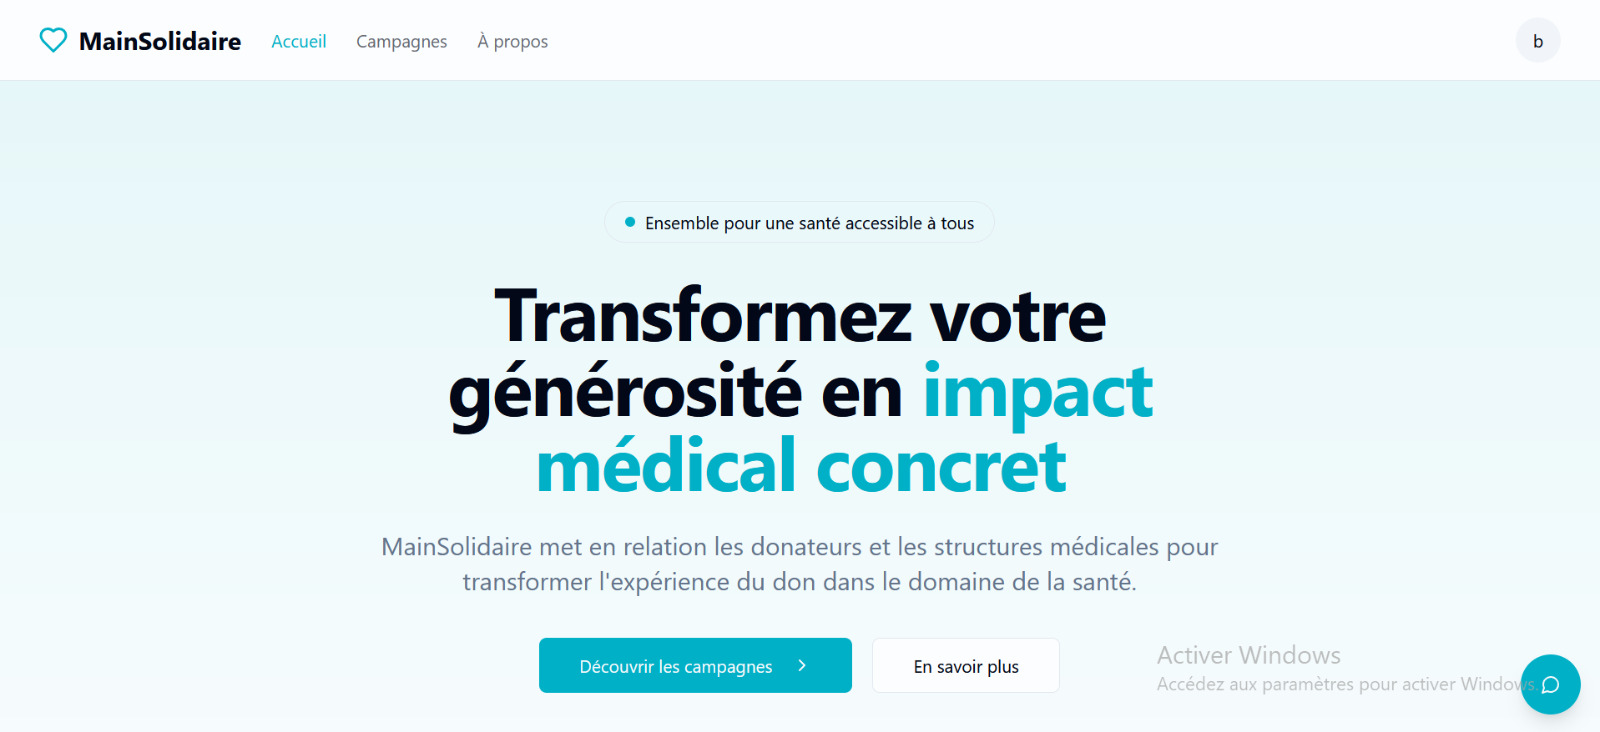 MainSolidaire
Accueil
Campagnes
À propos
b
Ensemble pour une santé accessible à tous
Transformez votre
générosité en impact
médical concret
MainSolidaire met en relation les donateurs et les structures médicales pour
transformer l'expérience du don dans le domaine de la santé.
Découvrir les campagnes
En savoir plus
Activer Windows
Accédez aux paramètres pour activer Windows.